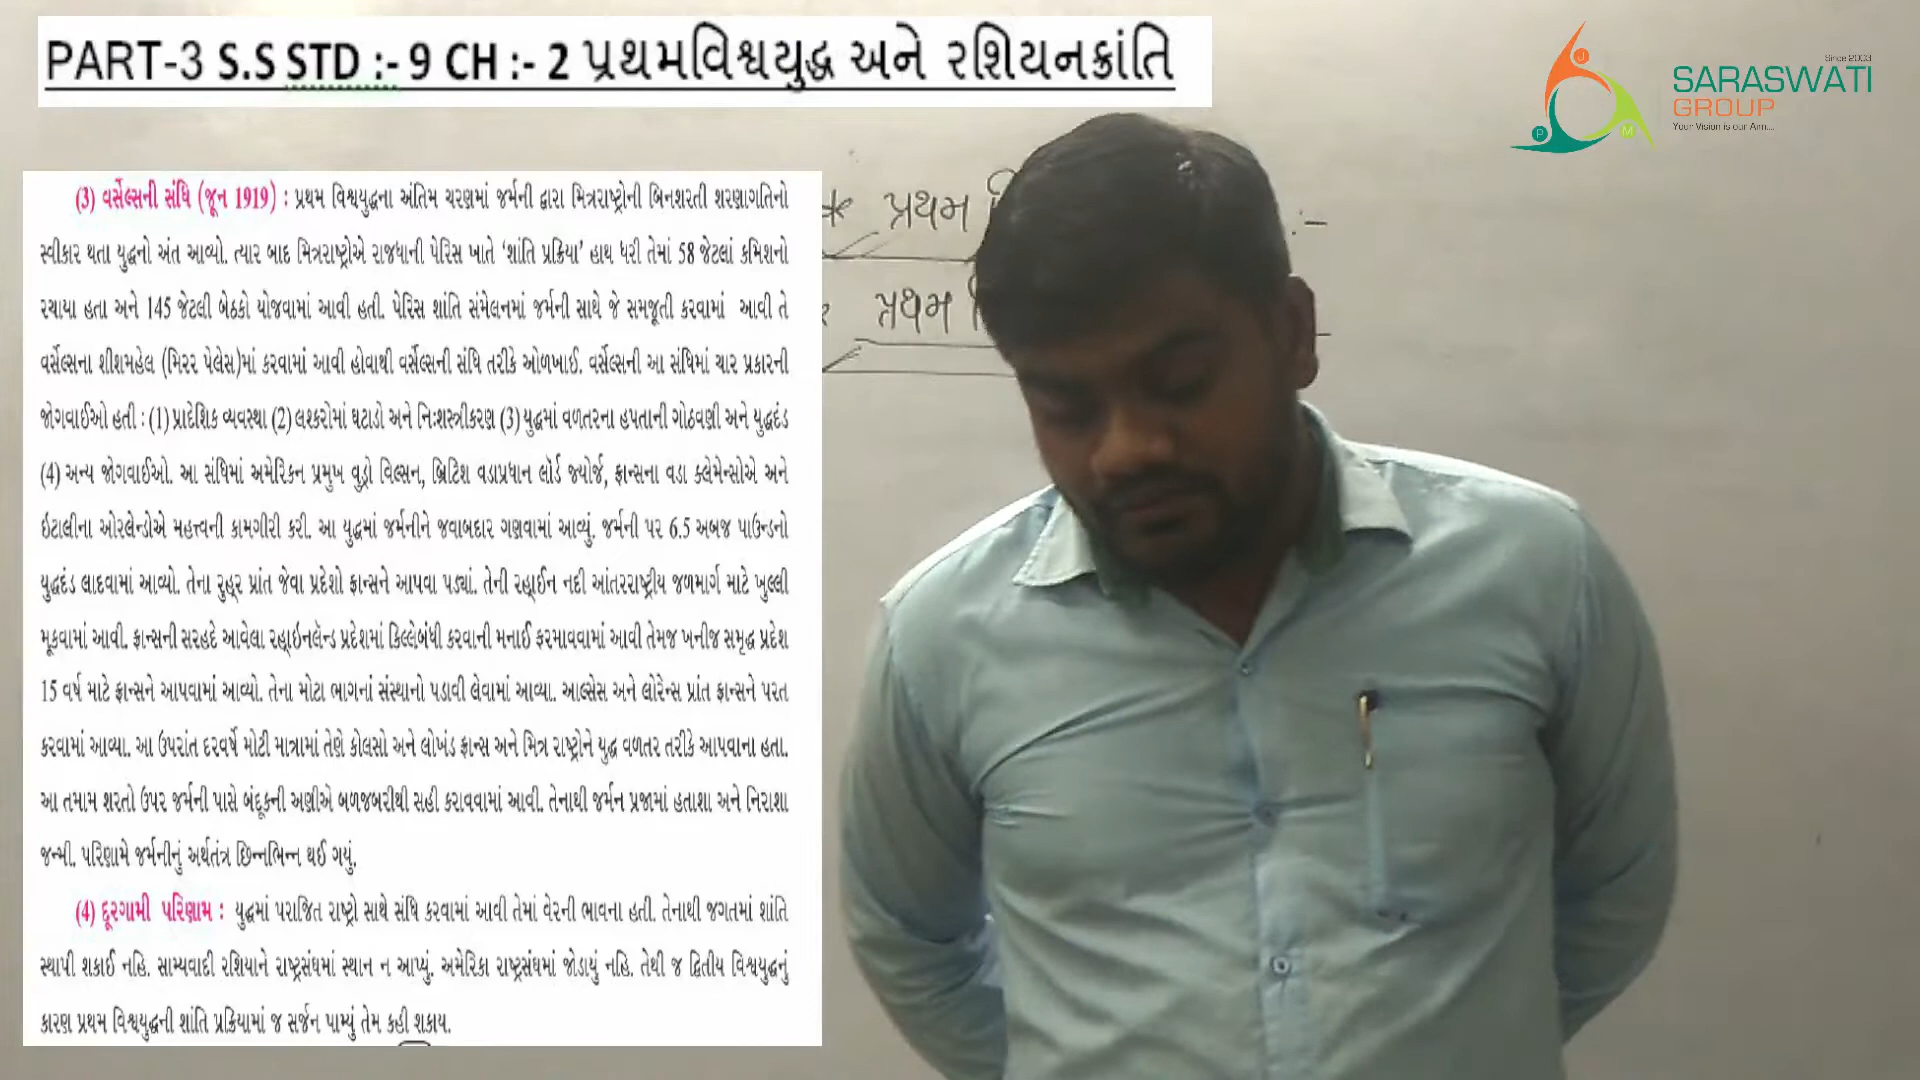 PART-3 S.S STD :- 9 CH :- 2 પ્રથમવિશ્વયુદ્ધ અને રશિયનક્રાંતિ
Since 2003
SARASWATI
GROUP
Your Vision is our Aim....
J
P
M
(3) વર્સેલ્સની સંધિ (જૂન 1919) : પ્રથમ વિશ્વયુદ્ધના અંતિમ ચરણમાં જર્મની દ્વારા મિત્રરાષ્ટ્રોની બિનશરતી શરણાગતિનો
સ્વીકાર થતા યુદ્ધનો અંત આવ્યો. ત્યાર બાદ મિત્રરાષ્ટ્રોએ રાજધાની પેરિસ ખાતે ‘શાંતિ પ્રક્રિયા’ હાથ ધરી તેમાં 58 જેટલાં કમિશનો
રચાયા હતા અને 145 જેટલી બેઠકો યોજવામાં આવી હતી. પેરિસ શાંતિ સંમેલનમાં જર્મની સાથે જે સમજૂતી કરવામાં આવી તે
વર્સેલ્સના શીશમહેલ (મિરર પેલેસ)માં કરવામાં આવી હોવાથી વર્સેલ્સની સંધિ તરીકે ઓળખાઈ. વર્સેલ્સની આ સંધિમાં ચાર પ્રકારની
જોગવાઈઓ હતી : (1) પ્રાદેશિક વ્યવસ્થા (2) લશ્કરોમાં ઘટાડો અને નિઃશસ્ત્રીકરણ (3) યુદ્ધમાં વળતરના હપતાની ગોઠવણી અને યુદ્ધદંડ
(4) અન્ય જોગવાઈઓ. આ સંધિમાં અમેરિકન પ્રમુખ વુડ્રો વિલ્સન, બ્રિટિશ વડાપ્રધાન લૉર્ડ જ્યોર્જ, ફ્રાન્સના વડા ક્લેમેન્સોએ અને
ઇટાલીના ઓરલેન્ડોએ મહત્ત્વની કામગીરી કરી. આ યુદ્ધમાં જર્મનીને જવાબદાર ગણવામાં આવ્યું. જર્મની પર 6.5 અબજ પાઉન્ડનો
યુદ્ધદંડ લાદવામાં આવ્યો. તેના રુહ્ર પ્રાંત જેવા પ્રદેશો ફ્રાન્સને આપવા પડ્યાં. તેની રહાઈન નદી આંતરરાષ્ટ્રીય જળમાર્ગ માટે ખુલ્લી
મૂકવામાં આવી. ફ્રાન્સની સરહદે આવેલા રહાઇનલૅન્ડ પ્રદેશમાં કિલ્લેબંધી કરવાની મનાઈ ફરમાવવામાં આવી તેમજ ખનીજ સમૃદ્ધ પ્રદેશ
15 વર્ષ માટે ફ્રાન્સને આપવામાં આવ્યો. તેના મોટા ભાગનાં સંસ્થાનો પડાવી લેવામાં આવ્યા. આલ્સેસ અને લોરેન્સ પ્રાંત ફ્રાન્સને પરત
કરવામાં આવ્યા. આ ઉપરાંત દરવર્ષે મોટી માત્રામાં તેણે કોલસો અને લોખંડ ફ્રાન્સ અને મિત્ર રાષ્ટ્રોને યુદ્ધ વળતર તરીકે આપવાના હતા.
આ તમામ શરતો ઉપર જર્મની પાસે બંદૂકની અણીએ બળજબરીથી સહી કરાવવામાં આવી. તેનાથી જર્મન પ્રજામાં હતાશા અને નિરાશા
જન્મી. પરિણામે જર્મનીનું અર્થતંત્ર છિન્નભિન્ન થઈ ગયું.
(4) દૂરગામી પરિણામ : યુદ્ધમાં પરાજિત રાષ્ટ્રો સાથે સંધિ કરવામાં આવી તેમાં વેરની ભાવના હતી. તેનાથી જગતમાં શાંતિ
સ્થાપી શકાઈ નહિ. સામ્યવાદી રશિયાને રાષ્ટ્રસંઘમાં સ્થાન ન આપ્યું. અમેરિકા રાષ્ટ્રસંઘમાં જોડાયું નહિ. તેથી જ દ્વિતીય વિશ્વયુદ્ધનું
કારણ પ્રથમ વિશ્વયુદ્ધની શાંતિ પ્રક્રિયામાં જ સર્જન પામ્યું તેમ કહી શકાય.
* પ્રથમ :-
પ્રથમ